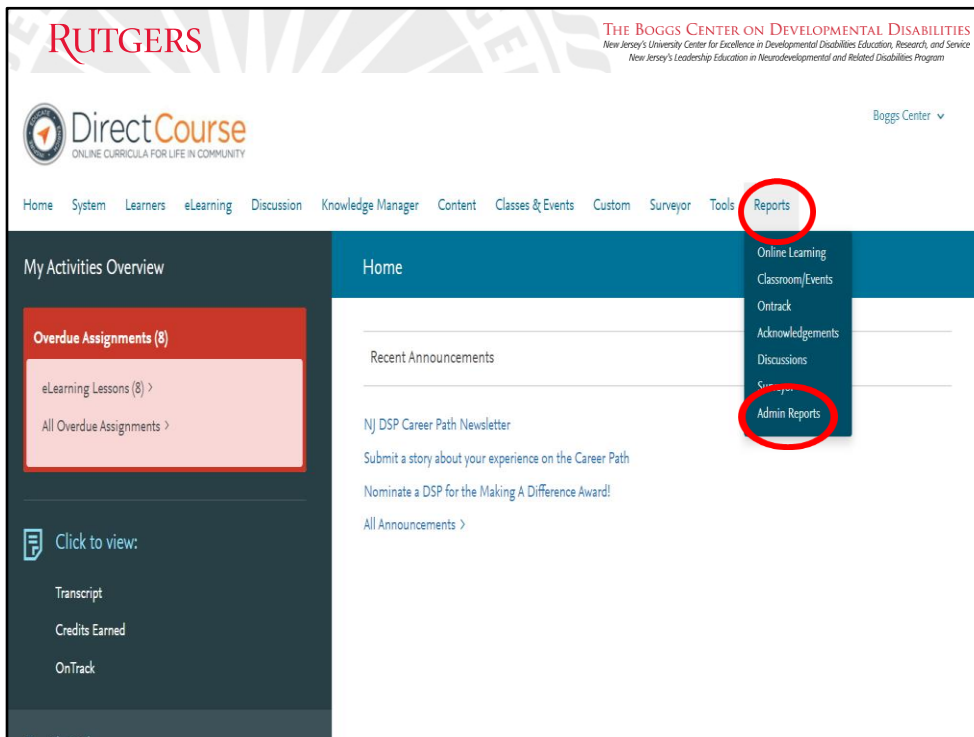 RUTGERS
THE BOGGS CENTER ON DEVELOPMENTAL DISABILITIES
New Jersey's University Center for Excellence in Developmental Disabilities Education, Research, and Service
New Jersey's Leadership Education in Neurodevelopmental and Related Disabilities Program
EDUCATE
DirectCourse
ONLINE CURRICULA FOR LIFE IN COMMUNITY
Boggs Center
Home System Learners eLearning Discussion Knowledge Manager Content Classes & Events Custom Surveyor Tools Reports
Online Learning
Classroom/Events
Ontrack
Acknowledgements
Discussions
Surveyor
Admin Reports
My Activities Overview
Overdue Assignments (8)
eLearning Lessons (8) >
All Overdue Assignments >
Click to view:
Transcript
Credits Earned
OnTrack
Home
Recent Announcements
NJ DSP Career Path Newsletter
Submit a story about your experience on the Career Path
Nominate a DSP for the Making A Difference Award!
All Announcements >